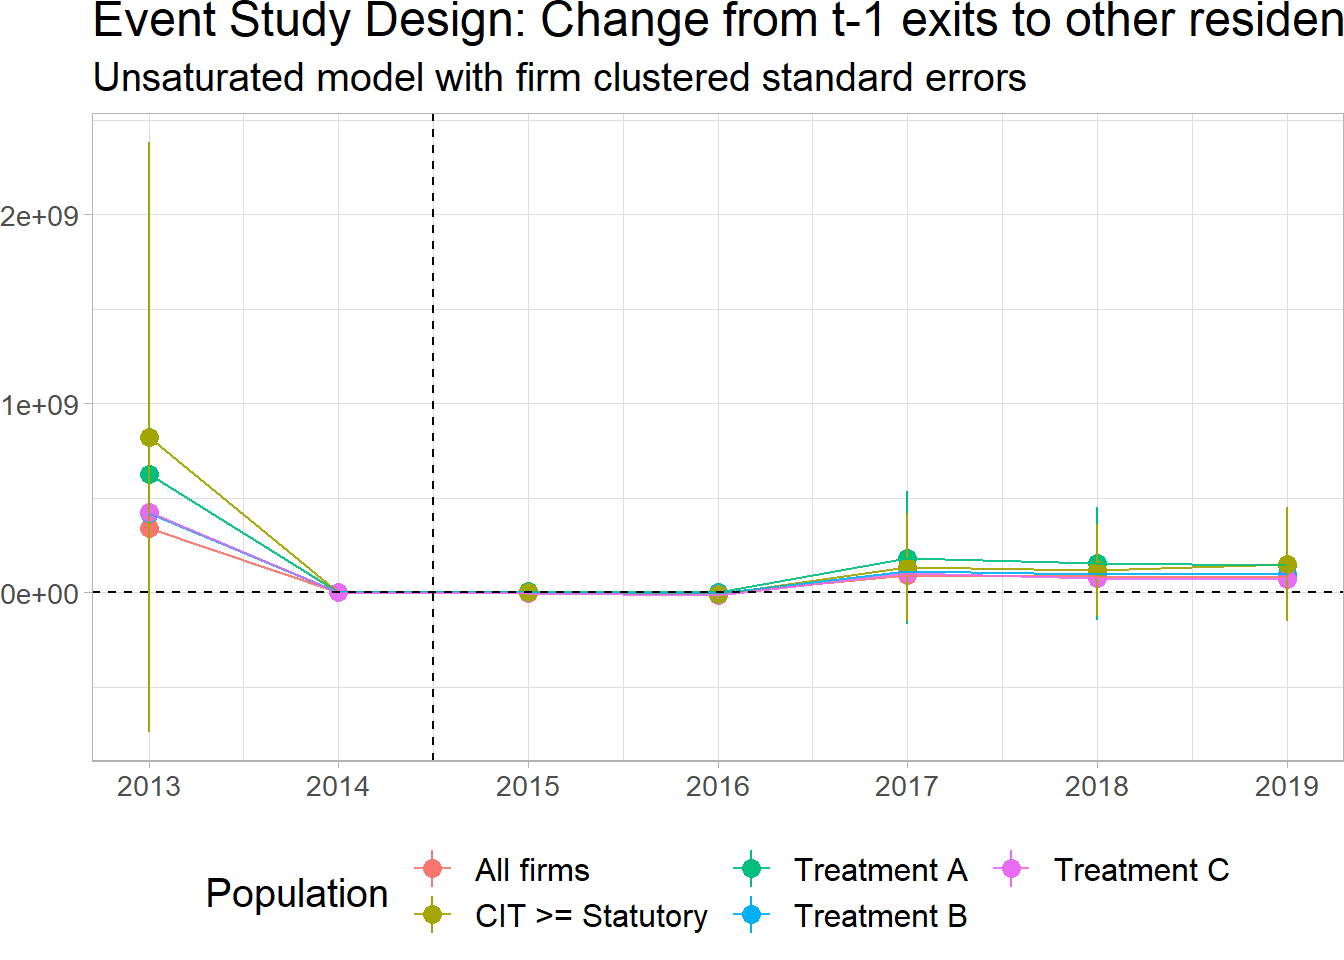 Event Study Design: Change from t-1 exits to other residen
Unsaturated model with firm clustered standard errors
2e+09
1e+09
0e+00
2013 2014 2015 2016 2017 2018 2019
Population
All firms
CIT >= Statutory
Treatment A
Treatment B
Treatment C